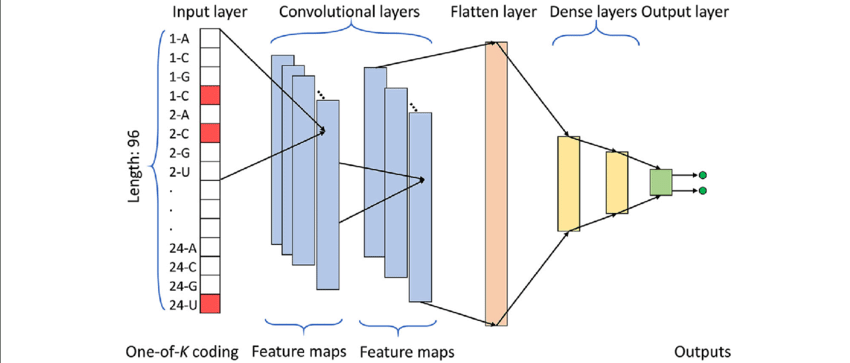 Input layer
Convolutional layers
Flatten layer
Dense layers
Output layer
Length: 96
1-A
1-C
1-G
1-C
2-A
2-C
2-G
2-U
.
.
.
24-A
24-C
24-G
24-U
One-of-K coding
Feature maps
Feature maps
Outputs